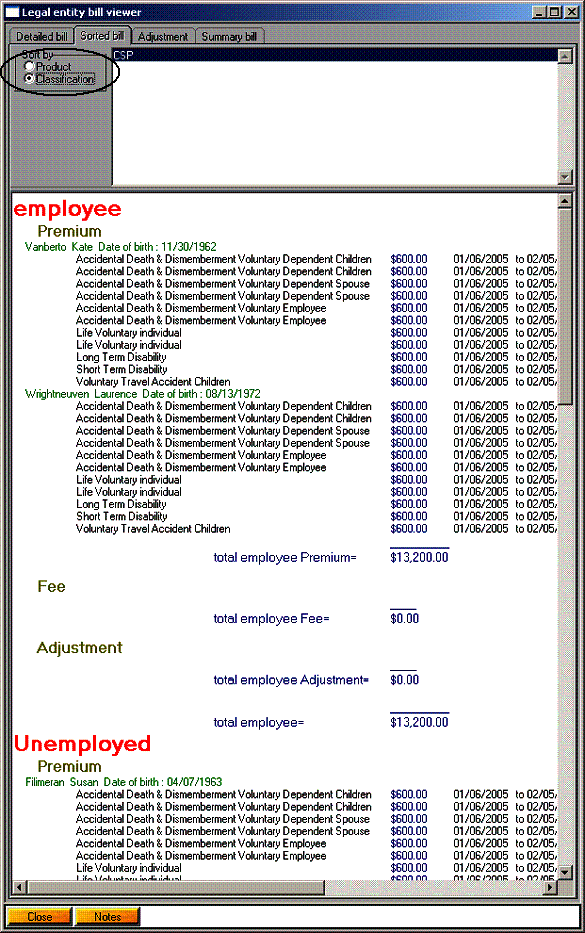 Legal entity bill viewer
Detailed bill Sorted bill Adjustment Summary bill
Sort by
Product
Classification
CSP
employee
Premium
Vanberto Kate Date of birth : 11/30/1962
Accidental Death & Dismemberment Voluntary Dependent Children $600.00 01/06/2005 to 02/05/
Accidental Death & Dismemberment Voluntary Dependent Children $600.00 01/06/2005 to 02/05/
Accidental Death & Dismemberment Voluntary Dependent Spouse $600.00 01/06/2005 to 02/05/
Accidental Death & Dismemberment Voluntary Dependent Spouse $600.00 01/06/2005 to 02/05/
Accidental Death & Dismemberment Voluntary Employee $600.00 01/06/2005 to 02/05/
Accidental Death & Dismemberment Voluntary Employee $600.00 01/06/2005 to 02/05/
Life Voluntary individual $600.00 01/06/2005 to 02/05/
Life Voluntary individual $600.00 01/06/2005 to 02/05/
Long Term Disability $600.00 01/06/2005 to 02/05/
Short Term Disability $600.00 01/06/2005 to 02/05/
Voluntary Travel Accident Children $600.00 01/06/2005 to 02/05/
Wrightneuven Laurence Date of birth : 08/13/1972
Accidental Death & Dismemberment Voluntary Dependent Children $600.00 01/06/2005 to 02/05/
Accidental Death & Dismemberment Voluntary Dependent Children $600.00 01/06/2005 to 02/05/
Accidental Death & Dismemberment Voluntary Dependent Spouse $600.00 01/06/2005 to 02/05/
Accidental Death & Dismemberment Voluntary Dependent Spouse $600.00 01/06/2005 to 02/05/
Accidental Death & Dismemberment Voluntary Employee $600.00 01/06/2005 to 02/05/
Accidental Death & Dismemberment Voluntary Employee $600.00 01/06/2005 to 02/05/
Life Voluntary individual $600.00 01/06/2005 to 02/05/
Life Voluntary individual $600.00 01/06/2005 to 02/05/
Long Term Disability $600.00 01/06/2005 to 02/05/
Short Term Disability $600.00 01/06/2005 to 02/05/
Voluntary Travel Accident Children $600.00 01/06/2005 to 02/05/
total employee Premium= $13,200.00
Fee
total employee Fee= $0.00
Adjustment
total employee Adjustment= $0.00
total employee= $13,200.00
Unemployed
Premium
Filimeran Susan Date of birth : 04/07/1963
Accidental Death & Dismemberment Voluntary Dependent Children $600.00 01/06/2005 to 02/05/
Accidental Death & Dismemberment Voluntary Dependent Children $600.00 01/06/2005 to 02/05/
Accidental Death & Dismemberment Voluntary Dependent Spouse $600.00 01/06/2005 to 02/05/
Accidental Death & Dismemberment Voluntary Dependent Spouse $600.00 01/06/2005 to 02/05/
Accidental Death & Dismemberment Voluntary Employee $600.00 01/06/2005 to 02/05/
Accidental Death & Dismemberment Voluntary Employee $600.00 01/06/2005 to 02/05/
Life Voluntary individual $600.00 01/06/2005 to 02/05/
Life Voluntary individual $600.00 01/06/2005 to 02/05/
Close Notes